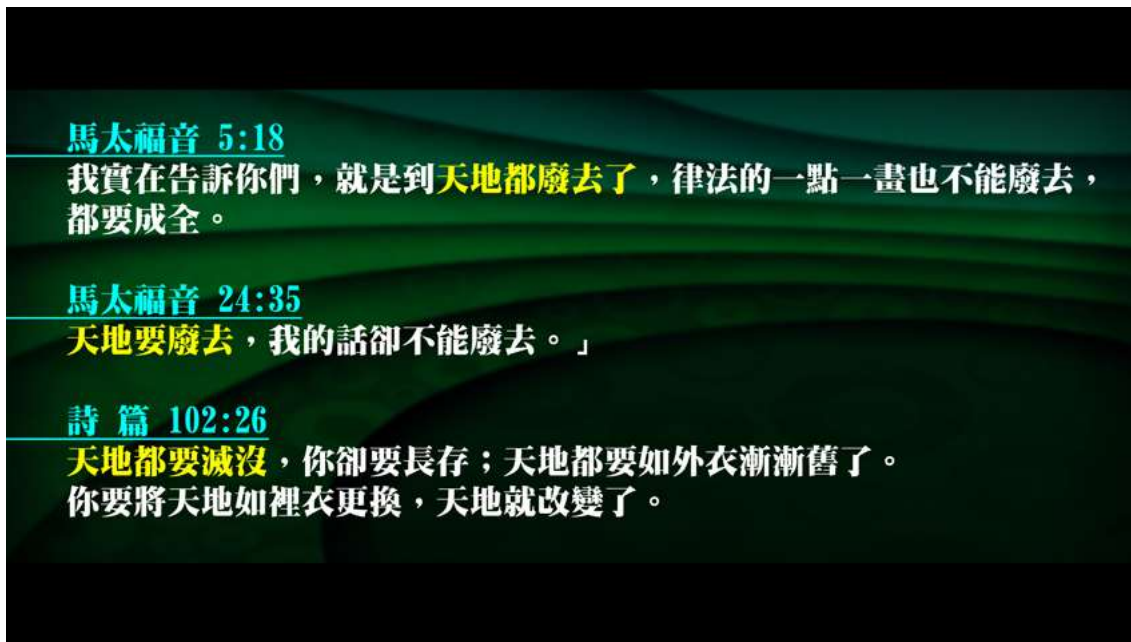 馬太福音 5:18
我實在告訴你們，就是到天地都廢去了，律法的一點一畫也不能廢去，
都要成全。
馬太福音 24:35
天地要廢去，我的話卻不能廢去。」
詩 篇 102:26
天地都要滅沒，你卻要長存；天地都要如外衣漸漸舊了。
你要將天地如裡衣更換，天地就改變了。